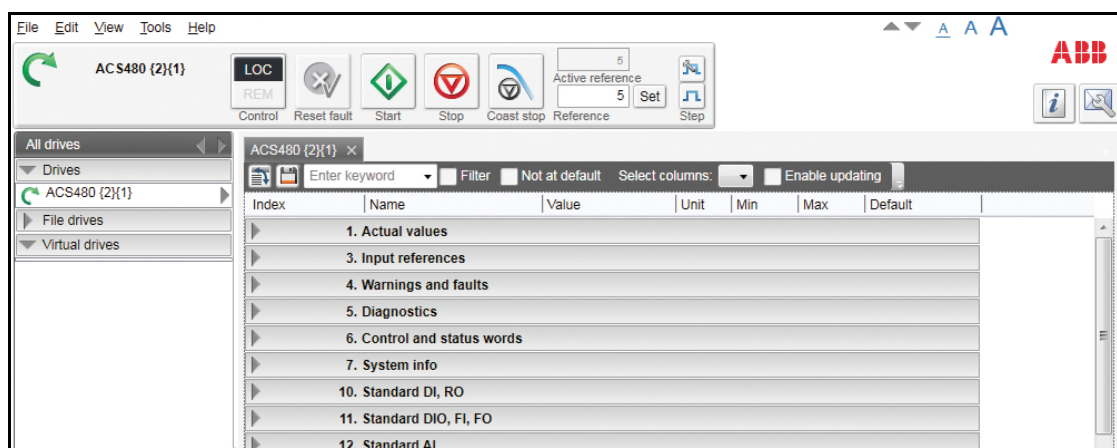 File Edit View Tools Help
A A A
ABB
ACS480 {2}{1}
LOC
REM
Control Reset fault Start Stop Coast stop Reference Step
5
Active reference
5 Set
i
All drives
Drives
ACS480 {2}{1}
File drives
Virtual drives
ACS480 {2}{1} ×
Enter keyword Filter Not at default Select columns: Enable updating
Index Name Value Unit Min Max Default
1. Actual values
3. Input references
4. Warnings and faults
5. Diagnostics
6. Control and status words
7. System info
10. Standard DI, RO
11. Standard DIO, FI, FO
12. Standard AI